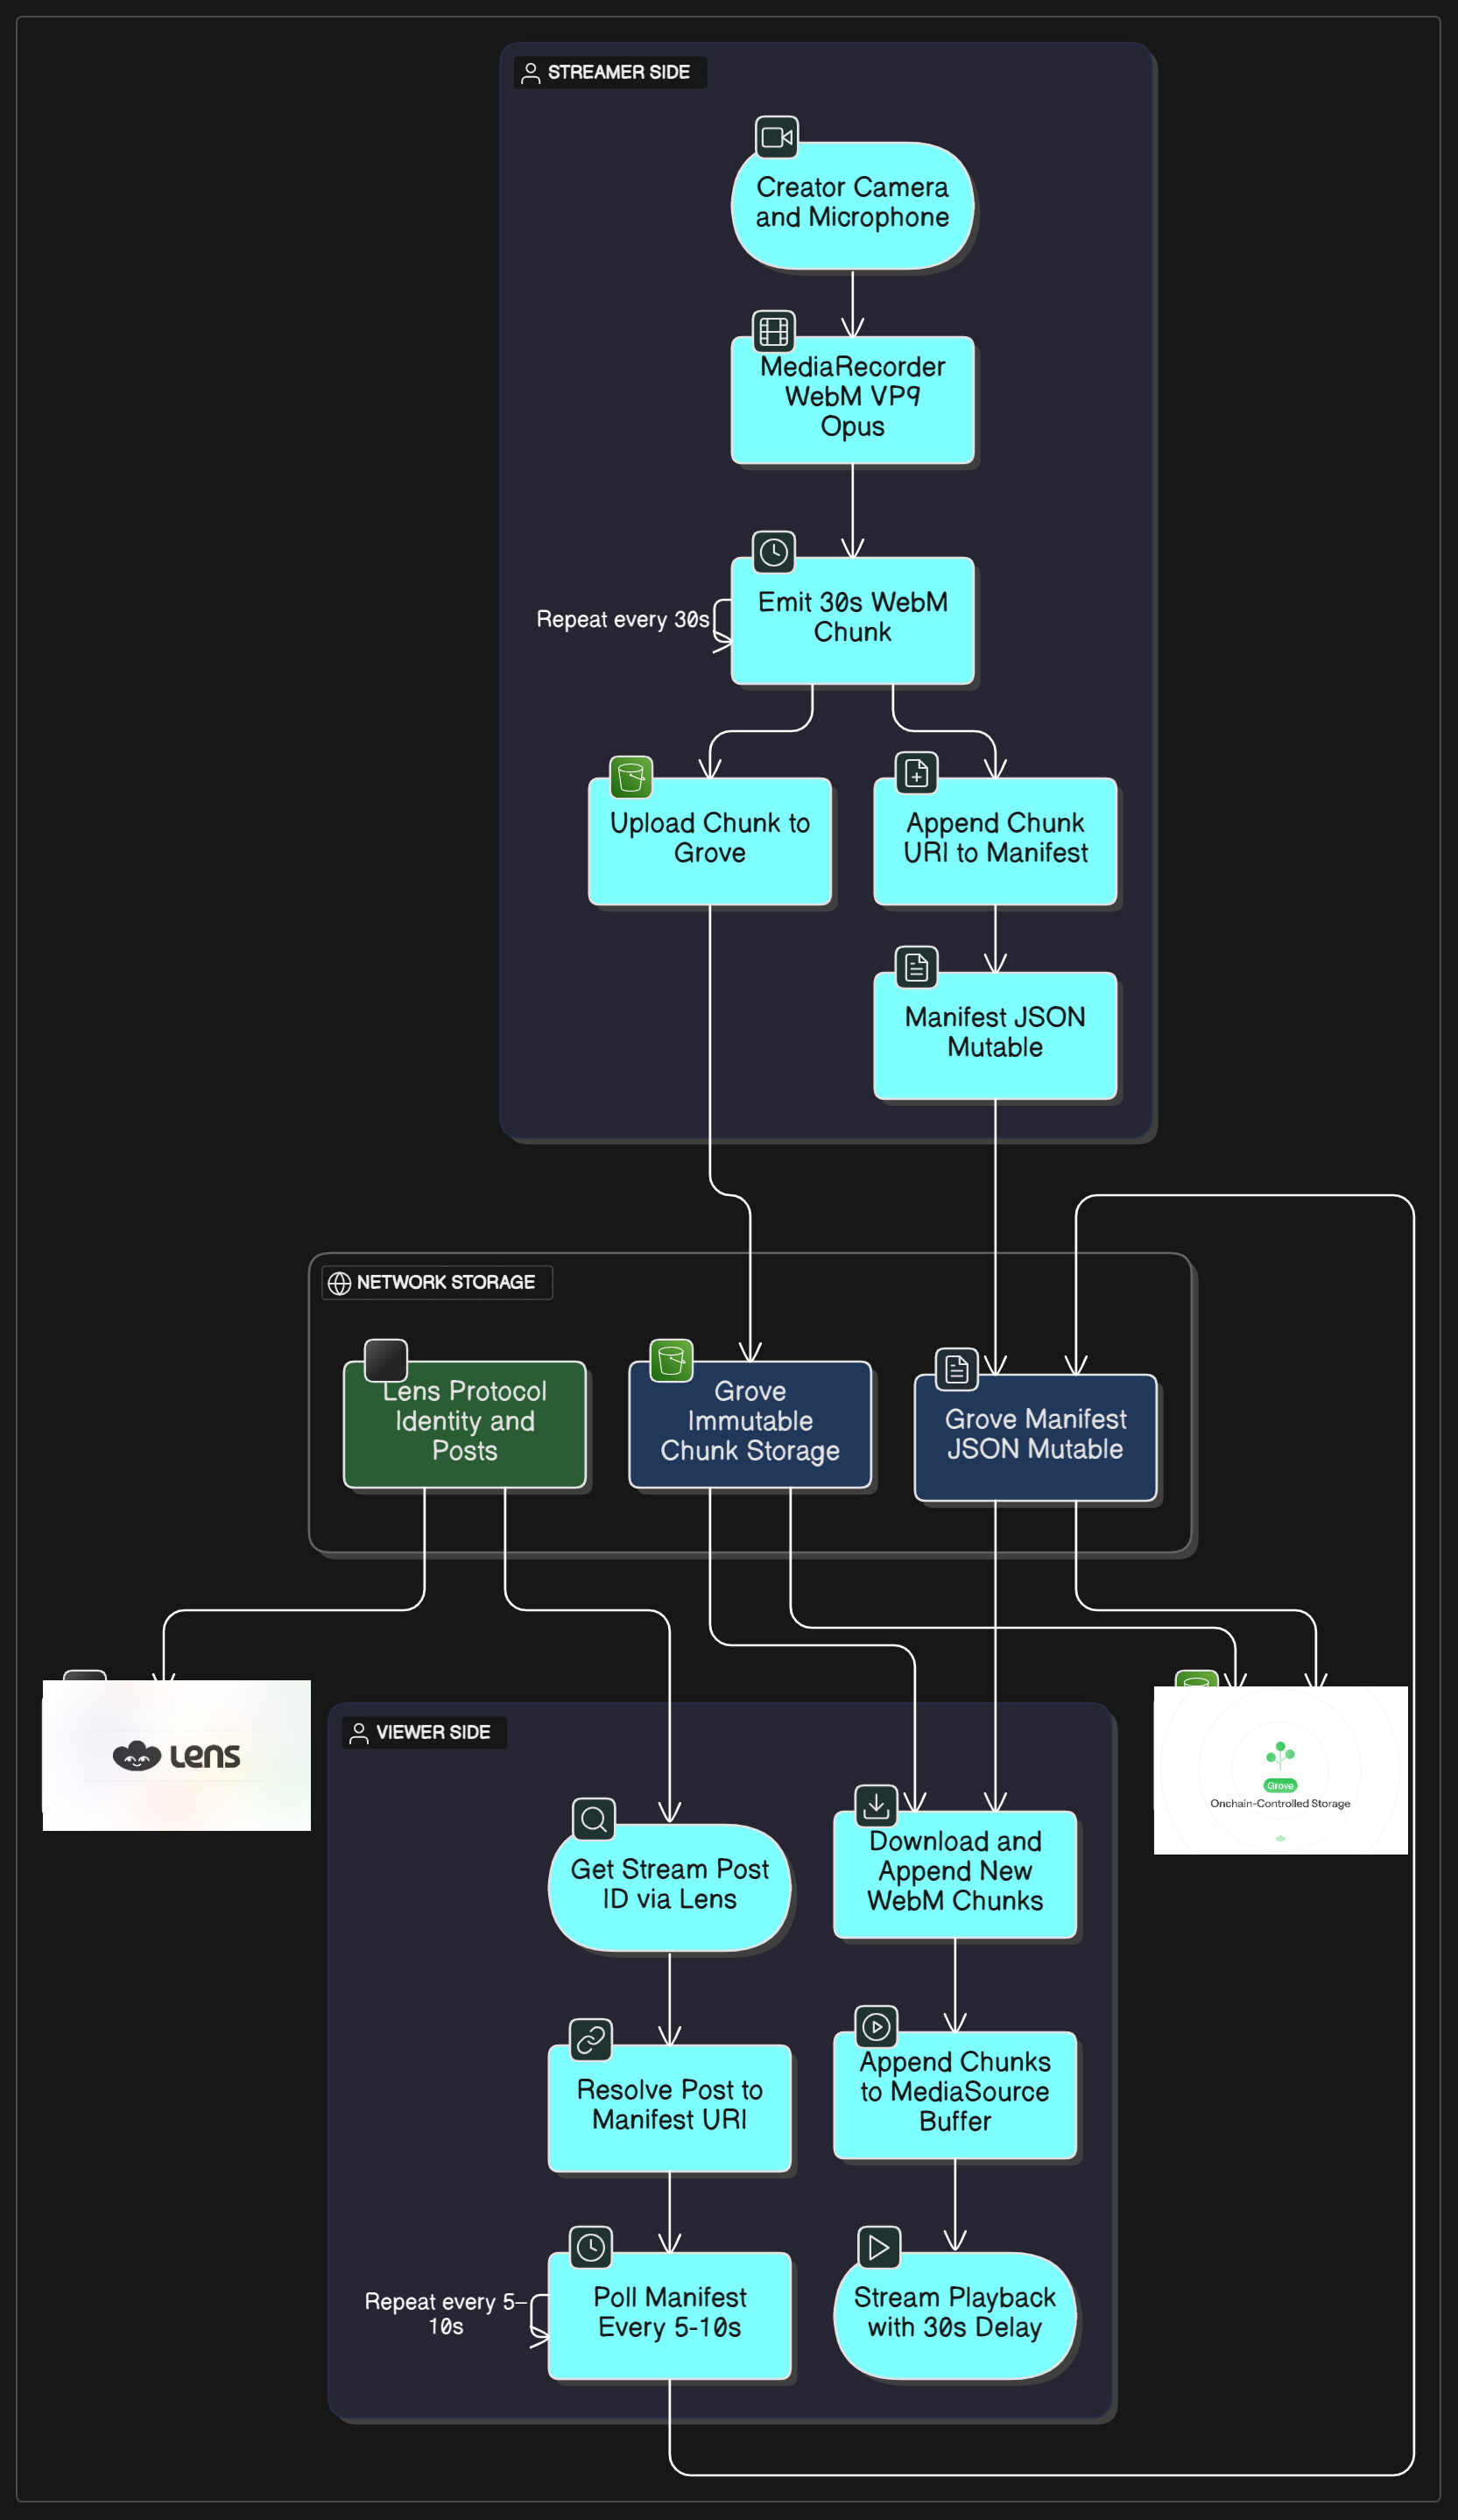 STREAMER SIDE
Creator Camera
and Microphone
MediaRecorder
WebM VP9
Opus
Repeat every 30s
Emit 30s WebM
Chunk
Upload Chunk to
Grove
Append Chunk
URI to Manifest
Manifest JSON
Mutable
NETWORK STORAGE
Lens Protocol
Identity and
Posts
Grove
Immutable
Chunk Storage
Grove Manifest
JSON Mutable
Lens
Grove
Onchain-Controlled Storage
VIEWER SIDE
Get Stream Post
ID via Lens
Download and
Append New
WebM Chunks
Resolve Post to
Manifest URI
Append Chunks
to MediaSource
Buffer
Repeat every 5–
10s
Poll Manifest
Every 5-10s
Stream Playback
with 30s Delay